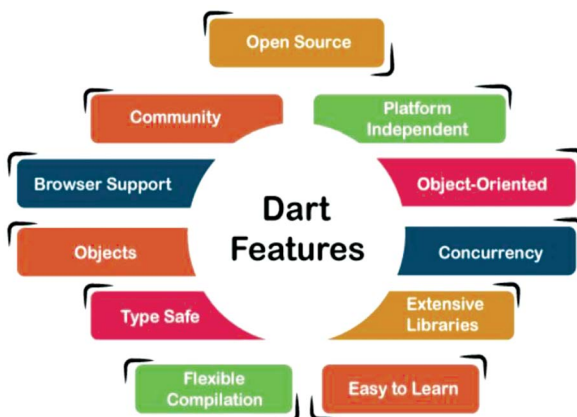 Open Source
Community
Platform
Independent
Browser Support
Object-Oriented
Dart
Features
Objects
Concurrency
Type Safe
Extensive
Libraries
Flexible
Compilation
Easy to Learn